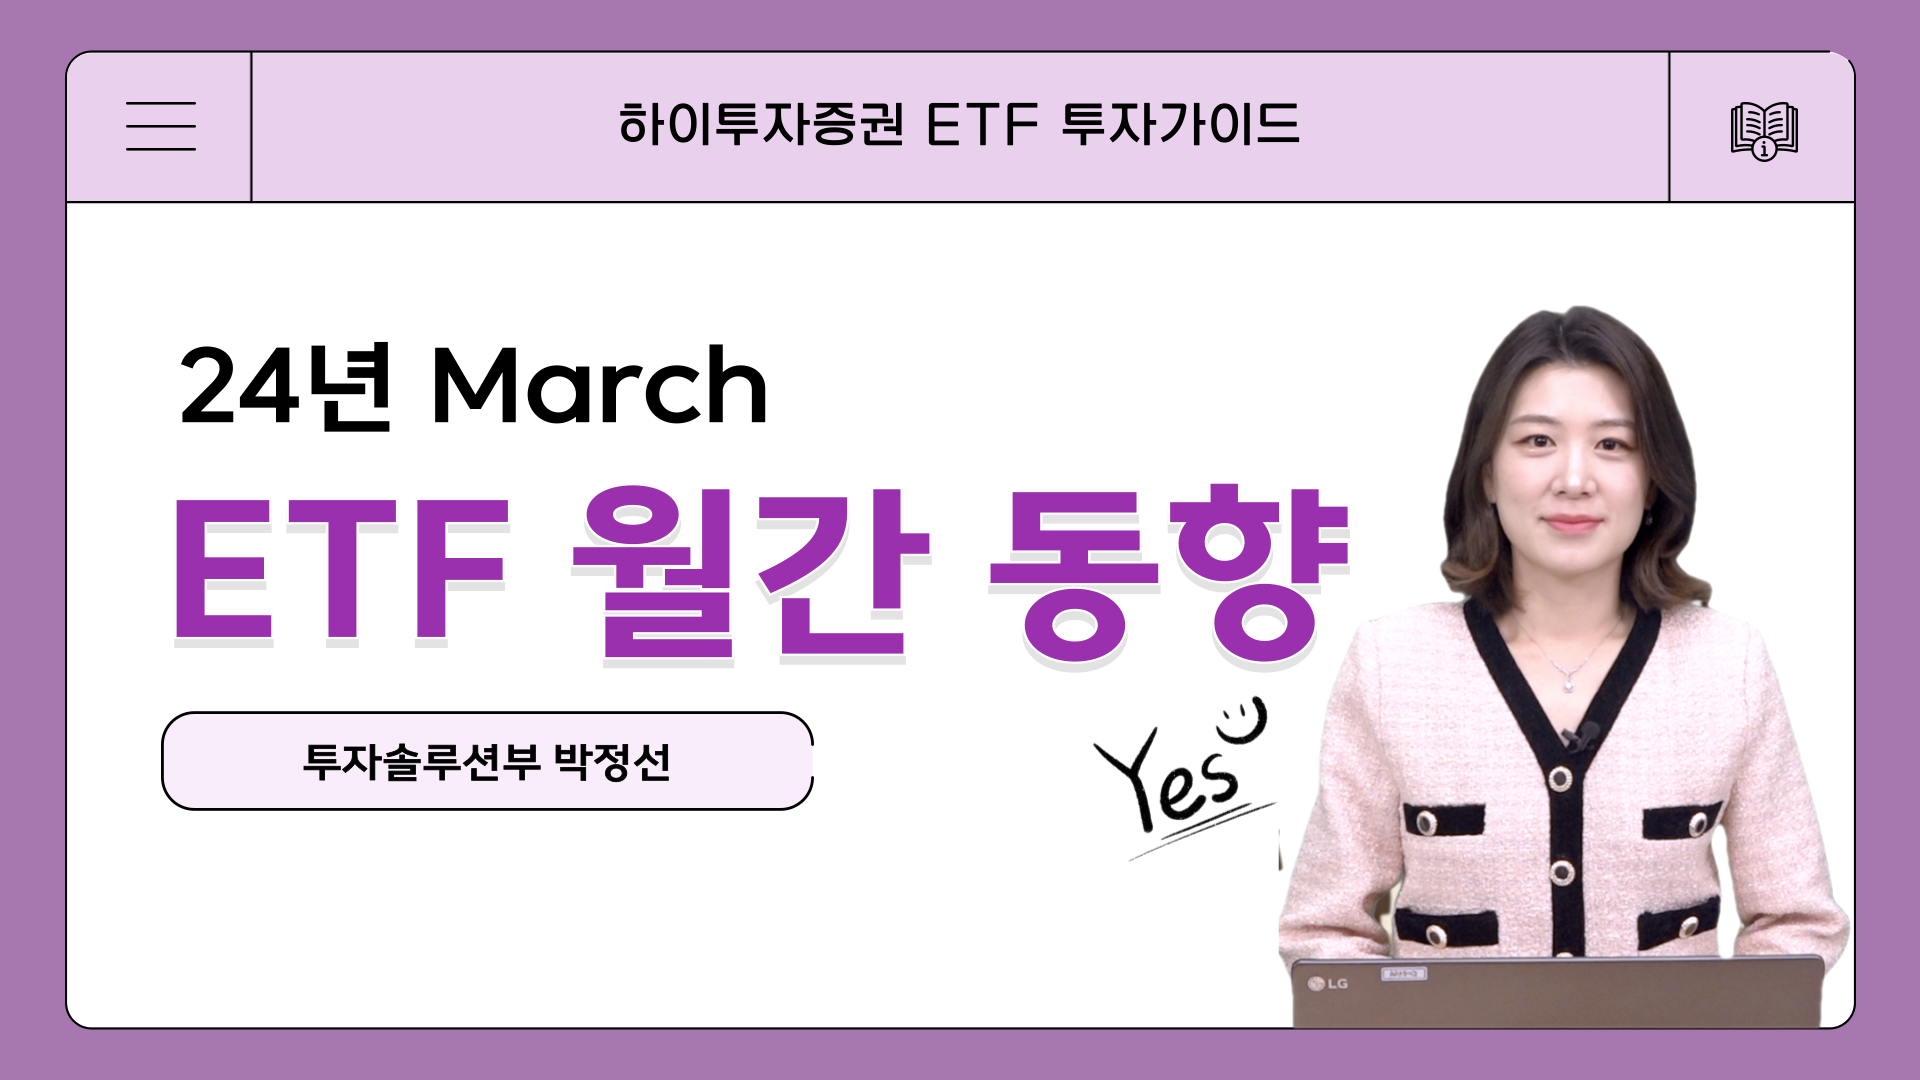 하이투자증권 ETF 투자가이드
24년 March
ETF 월간 동향
투자솔루션부 박정선
Yes
LG